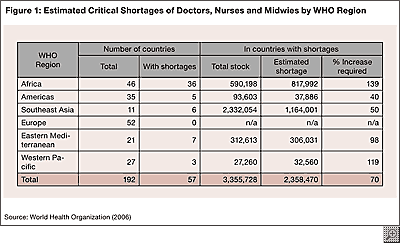 Figure 1: Estimated Critical Shortages of Doctors, Nurses and Midwies by WHO Region
Number of countries In countries with shortages
WHO Region Total With shortages Total stock Estimated shortage % Increase required
Africa 46 36 590,198 817,992 139
Americas 35 5 93,603 37,886 40
Southeast Asia 11 6 2,332,054 1,164,001 50
Europe 52 0 n/a n/a n/a
Eastern Medi-
terranean 21 7 312,613 306,031 98
Western Pa-
cific 27 3 27,260 32,560 119
Total 192 57 3,355,728 2,358,470 70
Source: World Health Organization (2006)